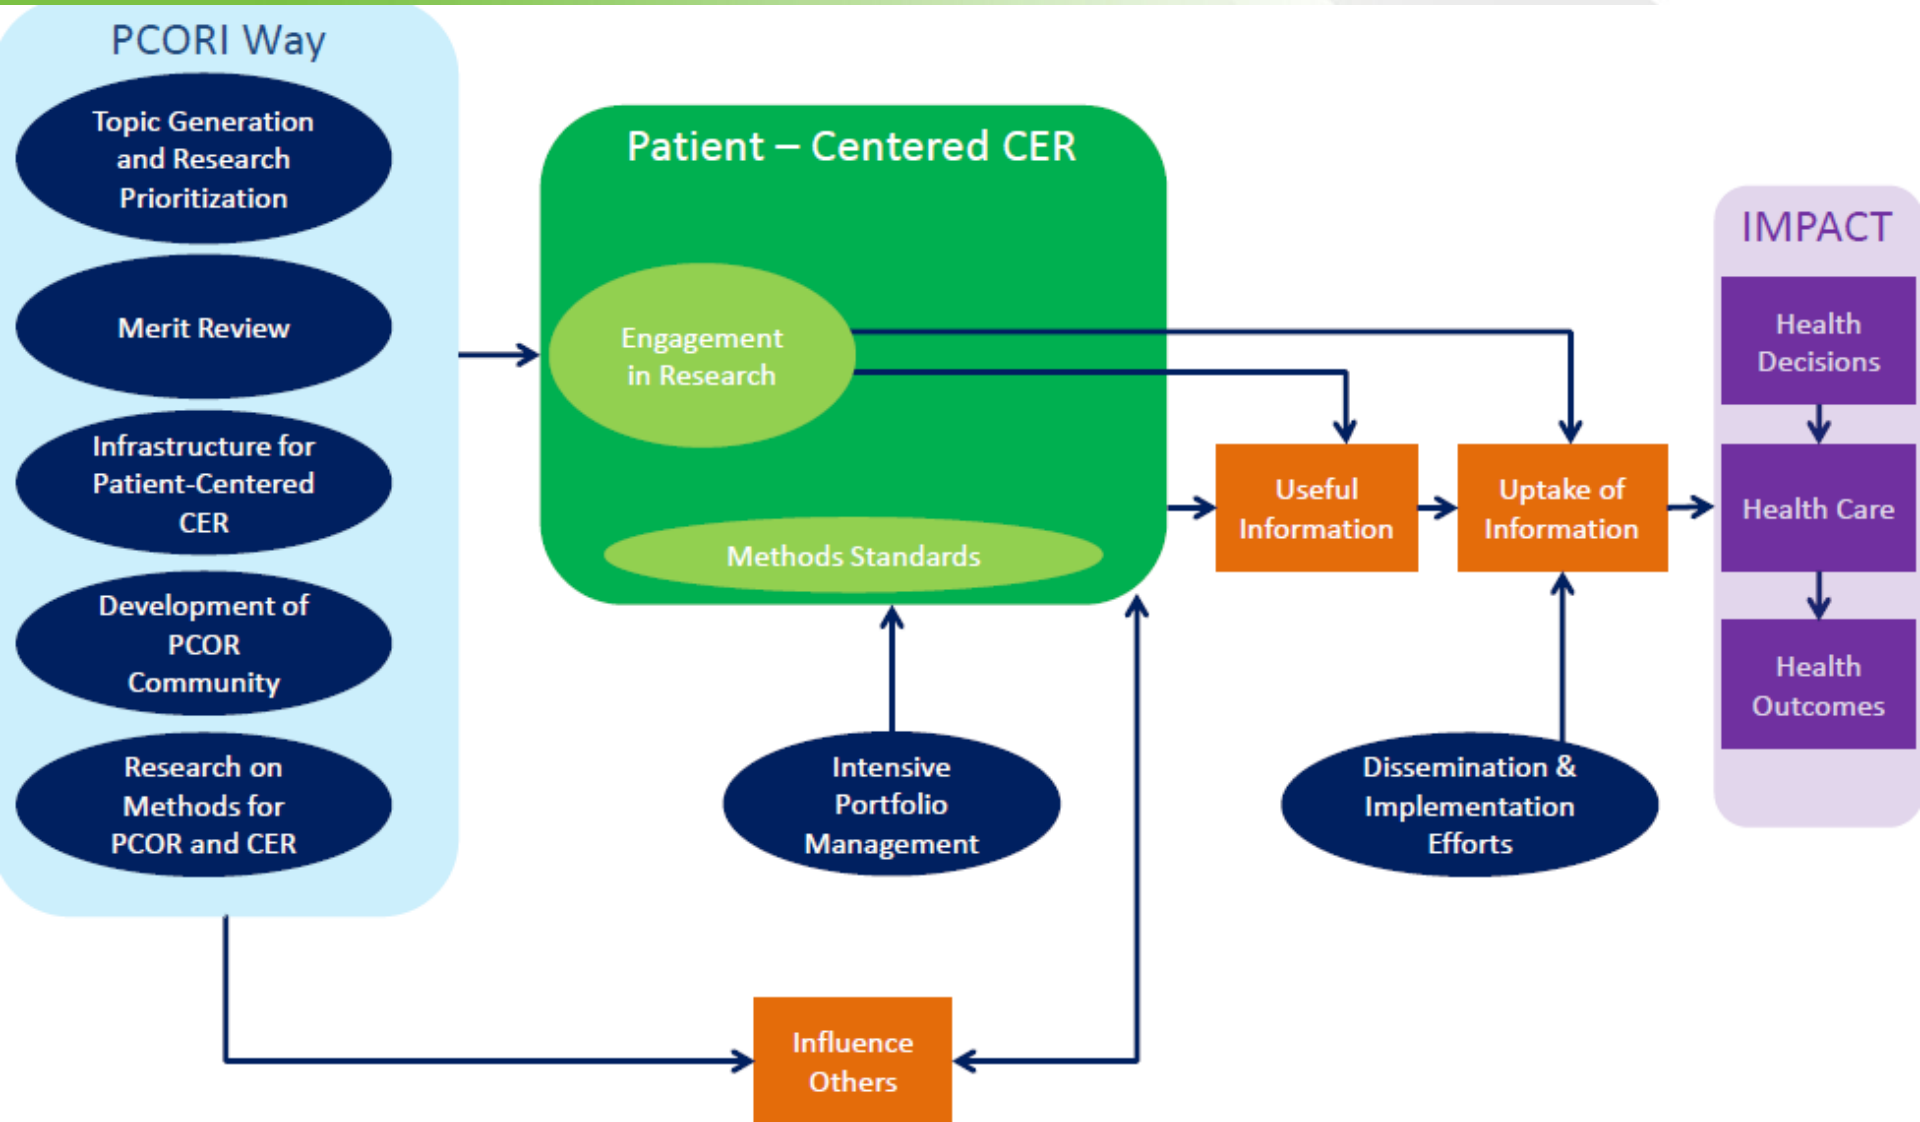 PCORI Way
Topic Generation
and Research
Prioritization
Merit Review
Infrastructure for
Patient-Centered
CER
Development of
PCOR
Community
Research on
Methods for
PCOR and CER
Patient – Centered CER
Engagement
in Research
Methods Standards
Intensive
Portfolio
Management
Influence
Others
Useful
Information
Uptake of
Information
Dissemination &
Implementation
Efforts
IMPACT
Health
Decisions
Health Care
Health
Outcomes